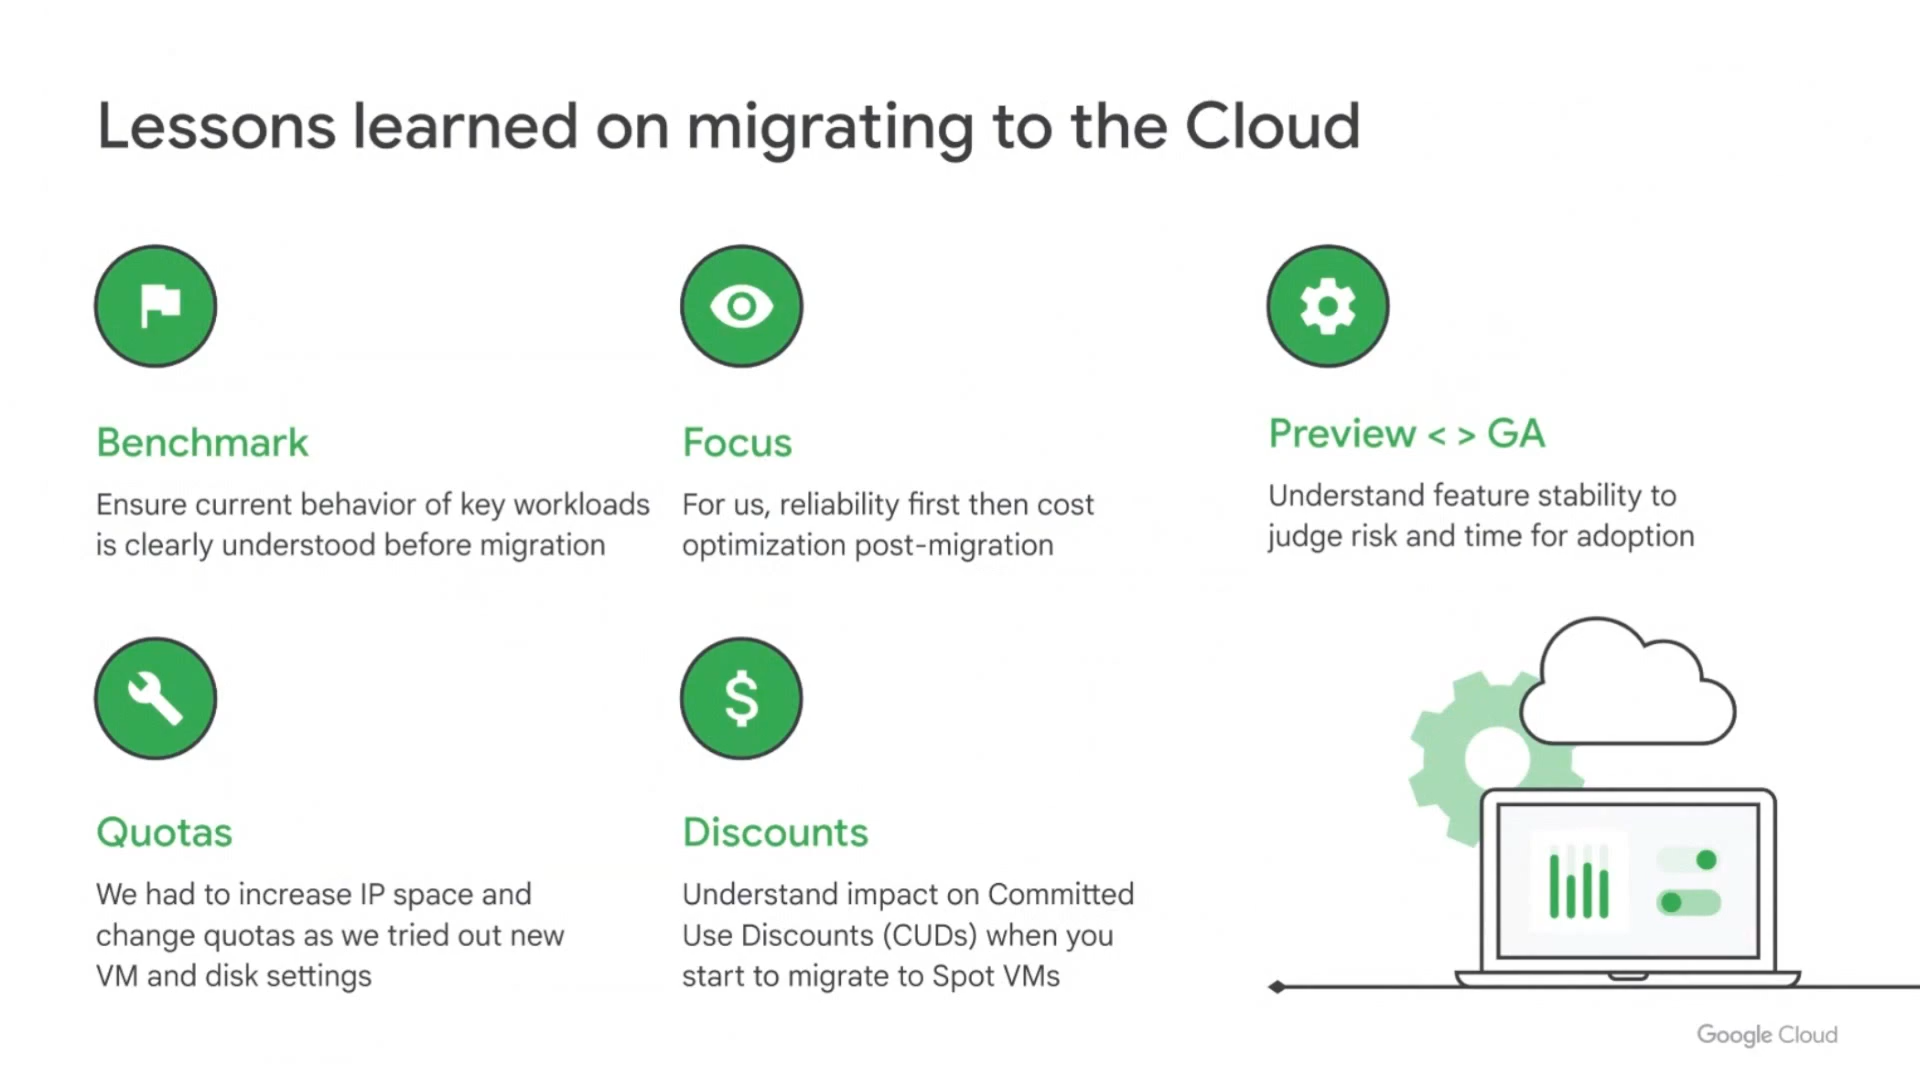 Lessons learned on migrating to the Cloud
Benchmark
Ensure current behavior of key workloads
is clearly understood before migration
Focus
For us, reliability first then cost
optimization post-migration
Preview < > GA
Understand feature stability to
judge risk and time for adoption
Quotas
We had to increase IP space and
change quotas as we tried out new
VM and disk settings
$
Discounts
Understand impact on Committed
Use Discounts (CUDs) when you
start to migrate to Spot VMs
Google Cloud